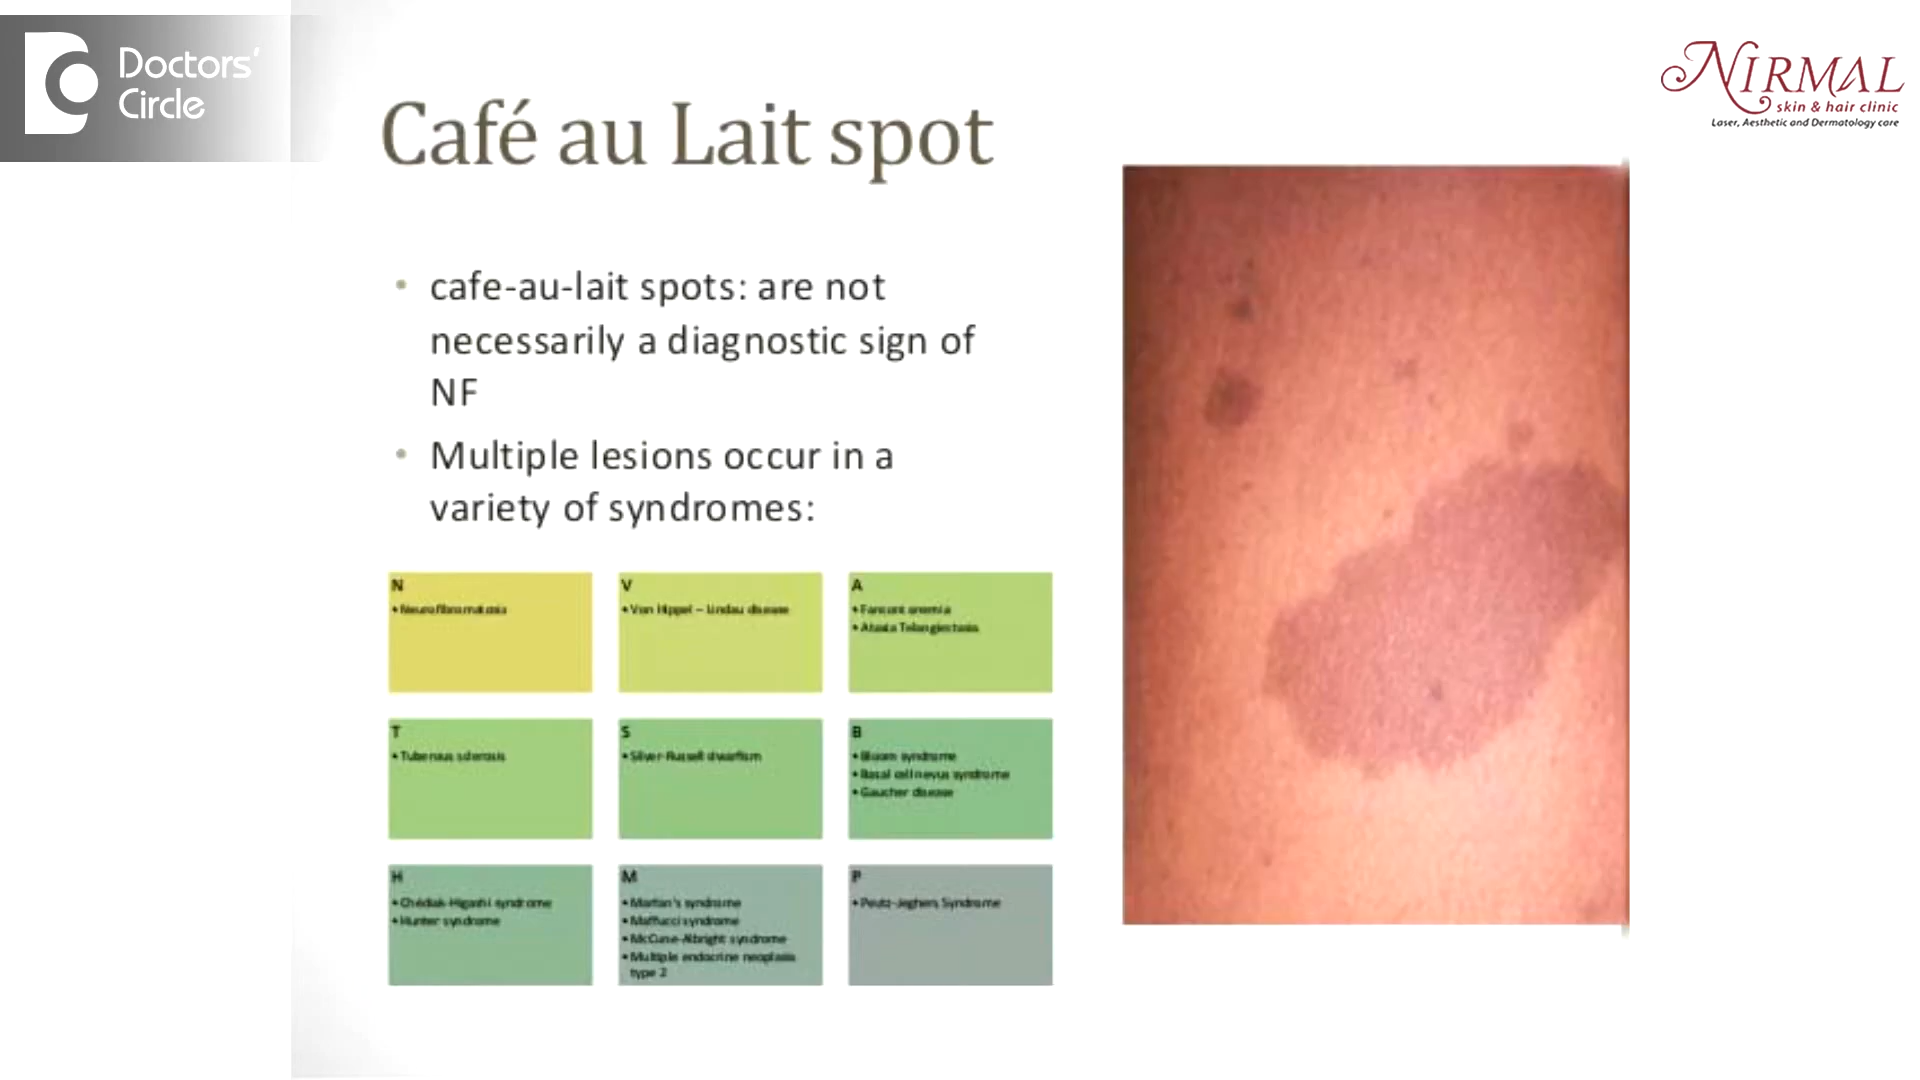 Doctors'
Circle
NIRMAL
skin & hair clinic
Laser, Aesthetic and Dermatology care
Café au Lait spot
• cafe-au-lait spots: are not
necessarily a diagnostic sign of
NF
• Multiple lesions occur in a
variety of syndromes:
N
• Neurofibromatosis
V
• Von Hippel – Lindau disease
A
• Fanconi anemia
• Ataxia Telangiectasia
T
• Tuberous sclerosis
S
• Silver-Russell dwarfism
B
• Bloom syndrome
• Basal cell nevus syndrome
• Gaucher disease
H
• Chédiak-Higashi syndrome
• Hunter syndrome
M
• Marfan's syndrome
• Maffucci syndrome
• McCune-Albright syndrome
• Multiple endocrine neoplasia
type 2
P
• Peutz-Jeghers Syndrome